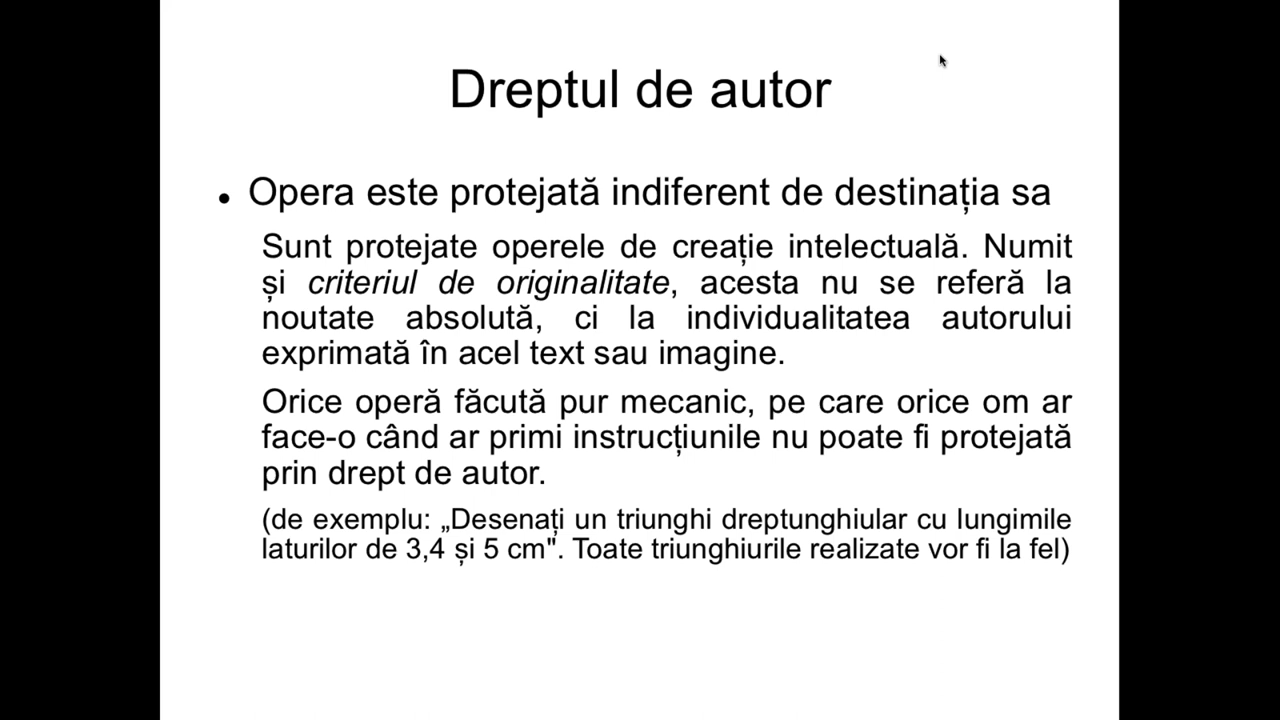 Dreptul de autor
• Opera este protejată indiferent de destinația sa
Sunt protejate operele de creație intelectuală. Numit
și criteriul de originalitate, acesta nu se referă la
noutate absolută, ci la individualitatea autorului
exprimată în acel text sau imagine.
Orice operă făcută pur mecanic, pe care orice om ar
face-o când ar primi instrucțiunile nu poate fi protejată
prin drept de autor.
(de exemplu: „Desenați un triunghi dreptunghiular cu lungimile
laturilor de 3,4 și 5 cm". Toate triunghiurile realizate vor fi la fel)